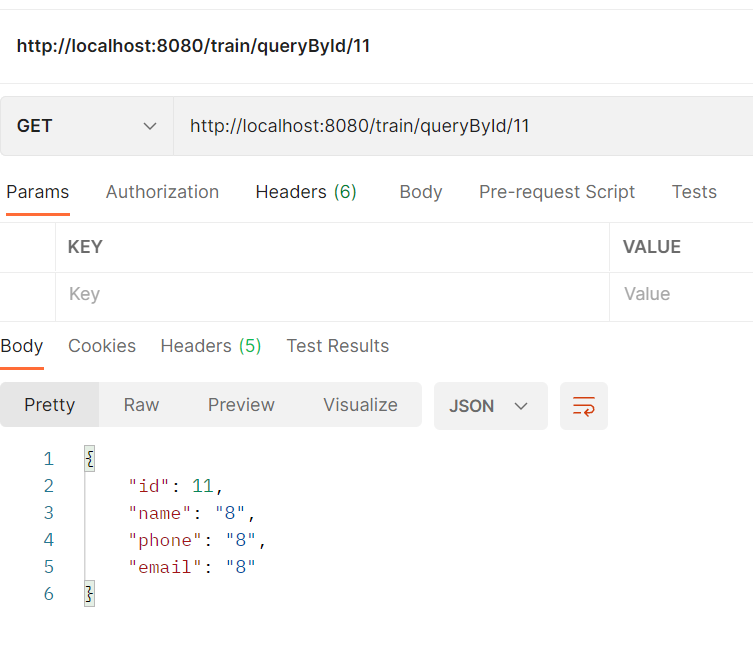 http://localhost:8080/train/queryById/11
GET http://localhost:8080/train/queryById/11
Params Authorization Headers (6) Body Pre-request Script Tests
KEY VALUE
Key Value
Body Cookies Headers (5) Test Results
Pretty Raw Preview Visualize JSON
1 {
2 "id": 11,
3 "name": "8",
4 "phone": "8",
5 "email": "8"
6 }